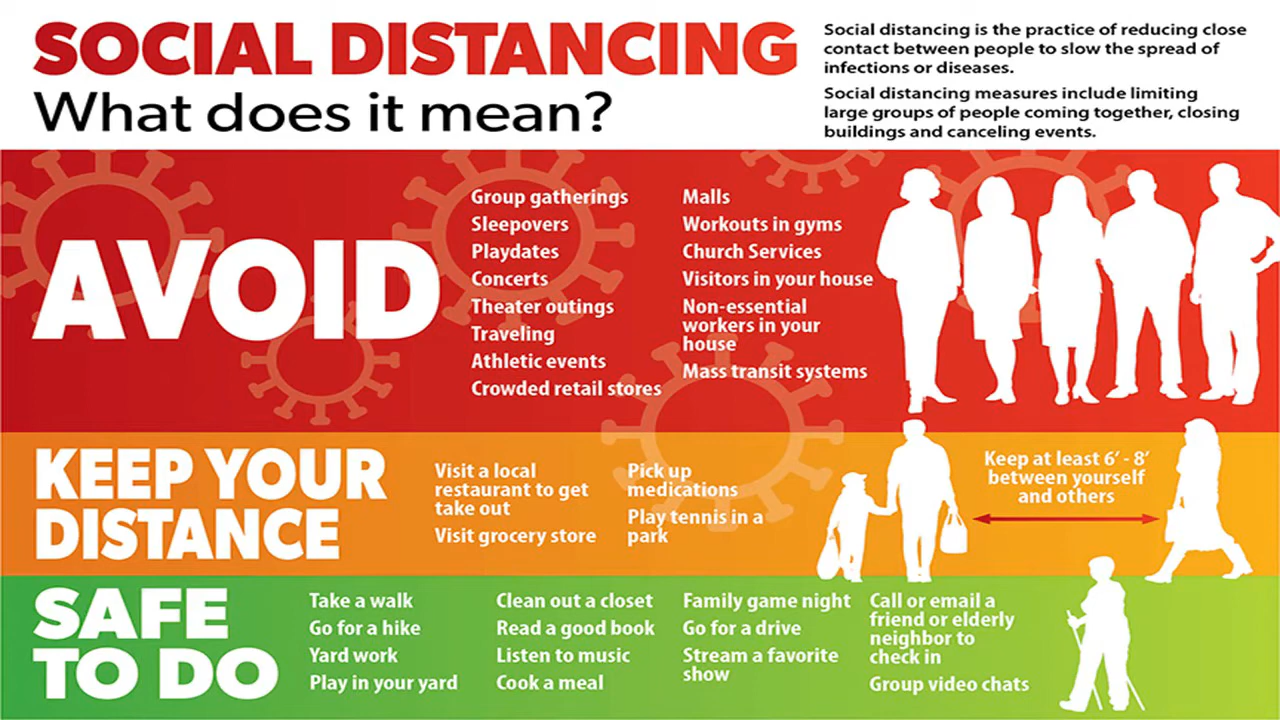 SOCIAL DISTANCING
What does it mean?
Social distancing is the practice of reducing close
contact between people to slow the spread of
infections or diseases.
Social distancing measures include limiting
large groups of people coming together, closing
buildings and canceling events.
AVOID
Group gatherings
Sleepovers
Playdates
Concerts
Theater outings
Traveling
Athletic events
Crowded retail stores
Malls
Workouts in gyms
Church Services
Visitors in your house
Non-essential
workers in your
house
Mass transit systems
KEEP YOUR
DISTANCE
Visit a local
restaurant to get
take out
Visit grocery store
Pick up
medications
Play tennis in a
park
Keep at least 6’ - 8’
between yourself
and others
SAFE
TO DO
Take a walk
Go for a hike
Yard work
Play in your yard
Clean out a closet
Read a good book
Listen to music
Cook a meal
Family game night
Go for a drive
Stream a favorite
show
Call or email a
friend or elderly
neighbor to
check in
Group video chats